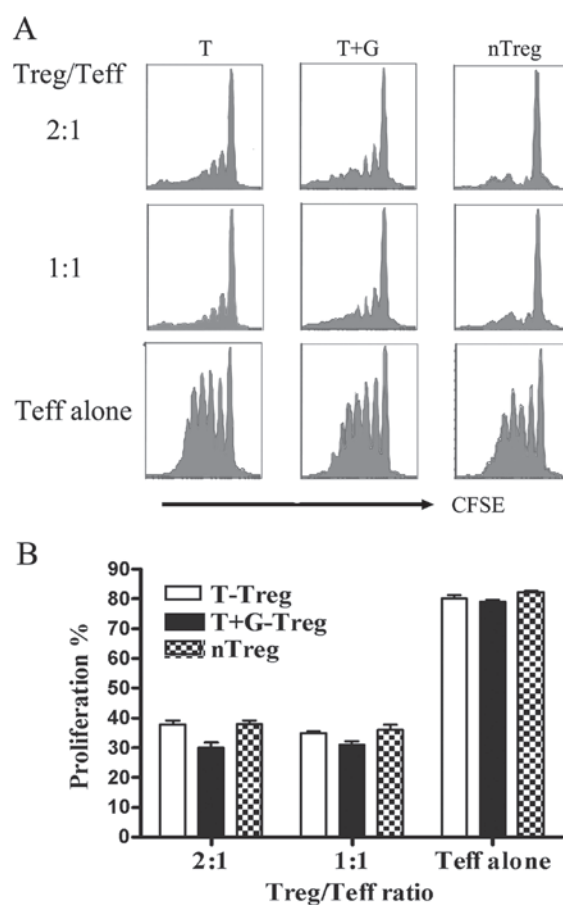 A
T T+G nTreg
Treg/Teff
2:1
1:1
Teff alone
CFSE
B
Proliferation %
90
80
70
60
50
40
30
20
10
0
T-Treg
T+G-Treg
nTreg
2:1 1:1 Teff alone
Treg/Teff ratio